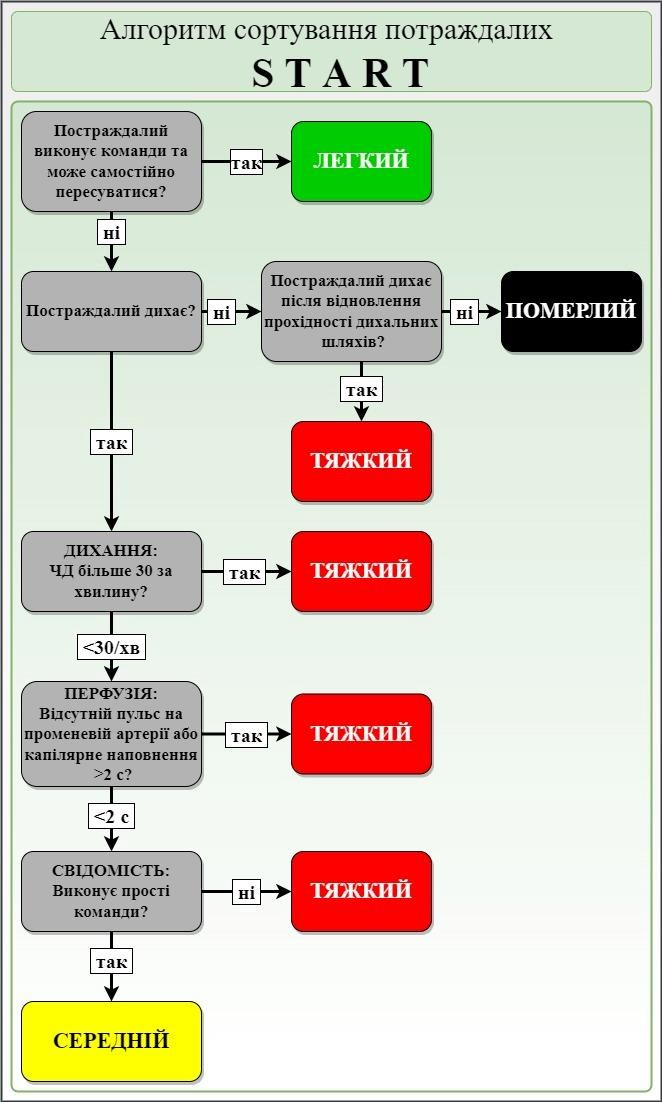 Алгоритм сортування потраждалих
START
Постраждалий
виконує команди та
може самостійно
пересуватися?
так
ЛЕГКИЙ
ні
Постраждалий дихає?
ні
Постраждалий дихає
після відновлення
прохідності дихальних
шляхів?
ні
ПОМЕРЛИЙ
так
ТЯЖКИЙ
так
ДИХАННЯ:
ЧД більше 30 за
хвилину?
так
ТЯЖКИЙ
<30/хв
ПЕРФУЗІЯ:
Відсутній пульс на
променевій артерії або
капілярне наповнення
>2 с?
так
ТЯЖКИЙ
<2 с
СВІДОМІСТЬ:
Виконує прості
команди?
ні
ТЯЖКИЙ
так
СЕРЕДНІЙ